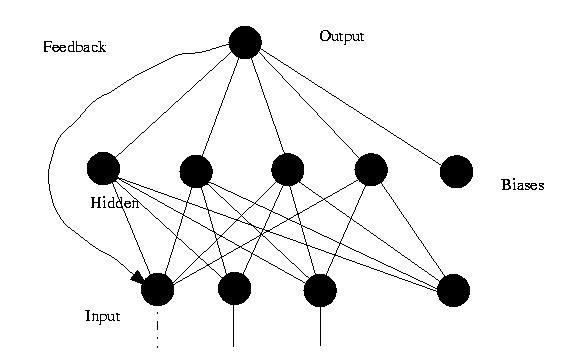 Output
Feedback
Biases
Hidden
Input